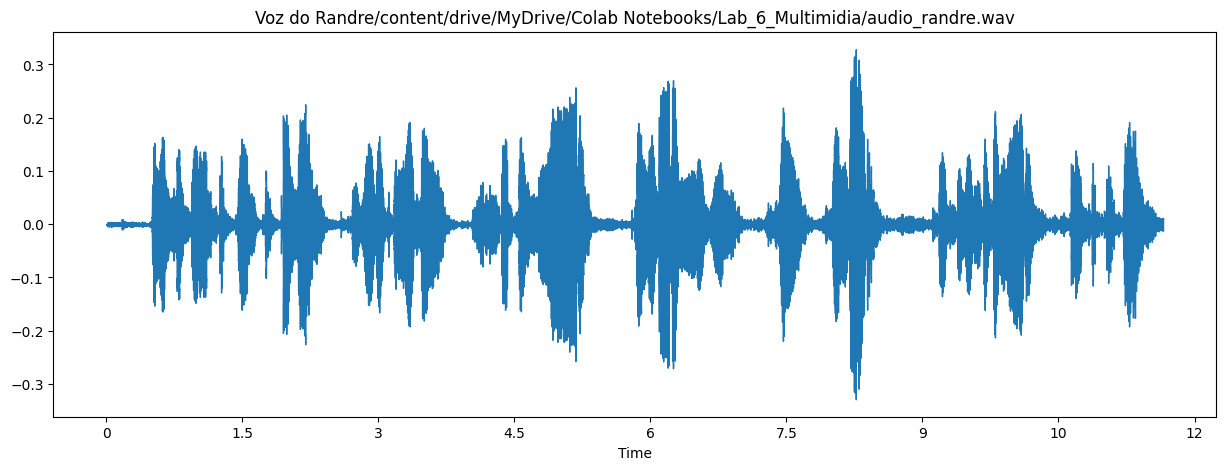 Voz do Randre/content/drive/MyDrive/Colab Notebooks/Lab_6_Multimidia/audio_randre.wav
0.3
0.2
0.1
0.0
−0.1
−0.2
−0.3
0 1.5 3 4.5 6 7.5 9 10 12
Time